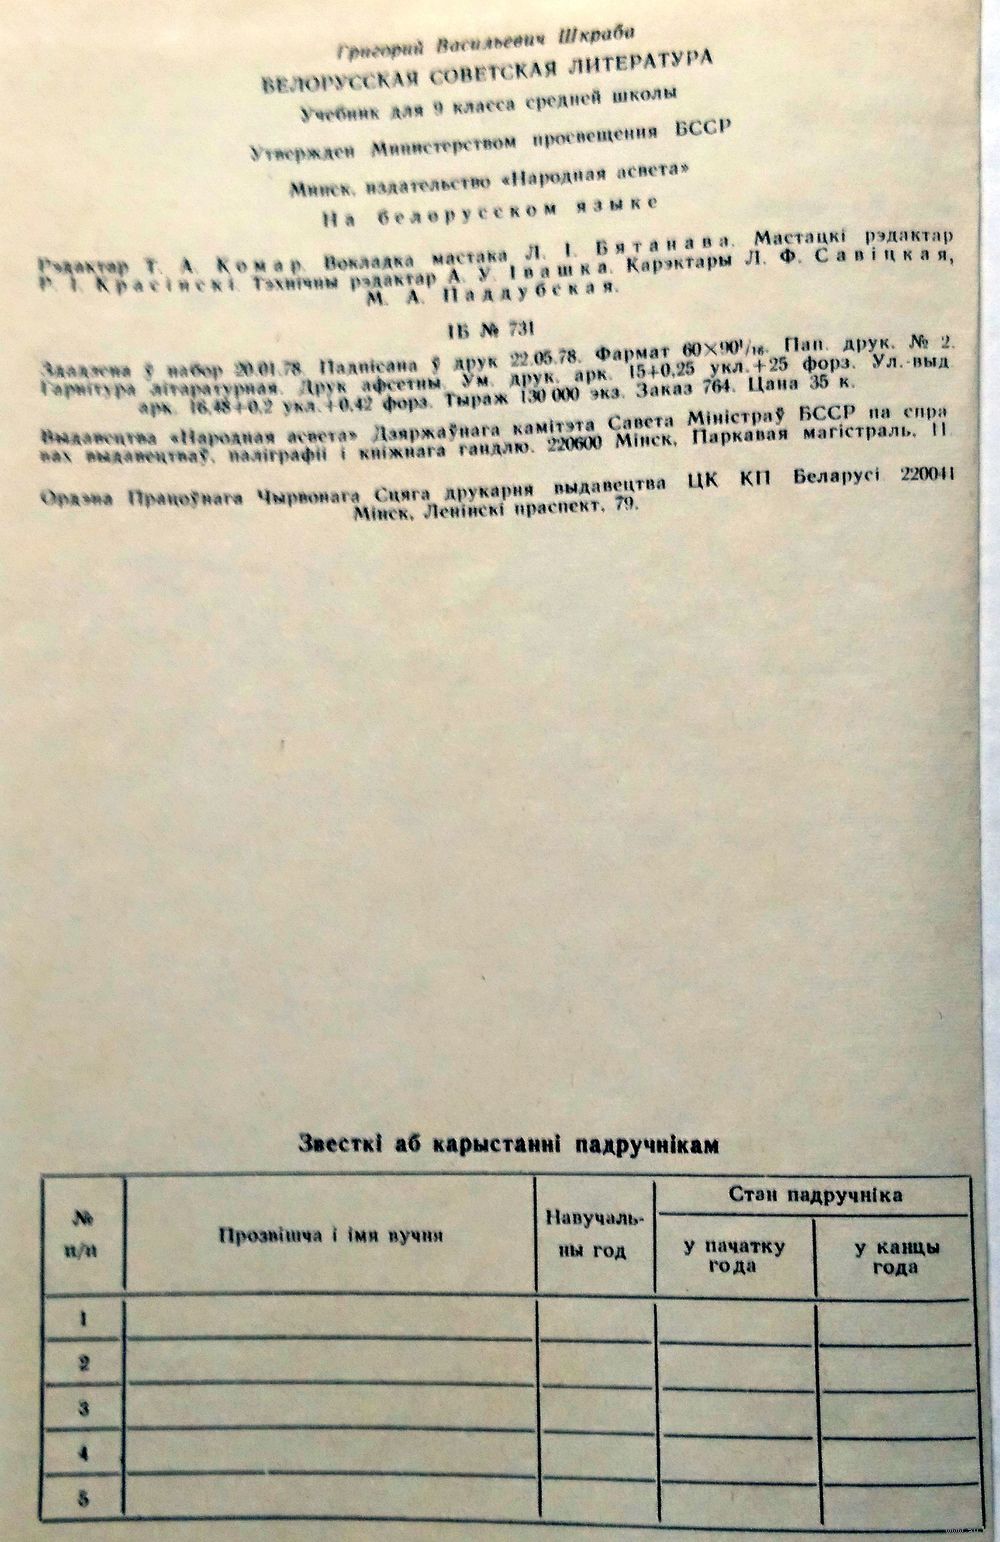 Григорий Васильевич Шкраба
БЕЛОРУССКАЯ СОВЕТСКАЯ ЛИТЕРАТУРА
Учебник для 9 класса средней школы
Утвержден Министерством просвещения БССР
Минск, издательство «Народная асвета»
На белорусском языке
Рэдактар Т. А. Комар. Вокладка мастака Л. І. Бятанава. Мастацкі рэдактар
Р. І. Красінскі. Тэхнічны рэдактар А. У. Івашка. Карэктары Л. Ф. Савіцкая,
М. А. Паддубская.
ІБ № 731
Здадзена ў набор 20.01.78. Падпісана ў друк 22.05.78. Фармат 60×90¹/₁₆. Пап. друк. № 2.
Гарнітура літаратурная. Друк афсетны. Ум. друк. арк. 15+0,25 укл.+25 форз. Ул.-выд
арк. 16,48+0,2 укл.+0,42 форз. Тыраж 130 000 экз. Заказ 764. Цана 35 к.
Выдавецтва «Народная асвета» Дзяржаўнага камітэта Савета Міністраў БССР па спра
вах выдавецтваў, паліграфіі і кніжнага гандлю. 220600 Мінск, Паркавая магістраль, 11
Ордэна Працоўнага Чырвонага Сцяга друкарня выдавецтва ЦК КП Беларусі 220041
Мінск, Ленінскі праспект, 79.
Звесткі аб карыстанні падручнікам
№ п/п
Прозвішча і імя вучня
Навучаль-
ны год
Стан падручніка
у пачатку
года
у канцы
года
1
2
3
4
5